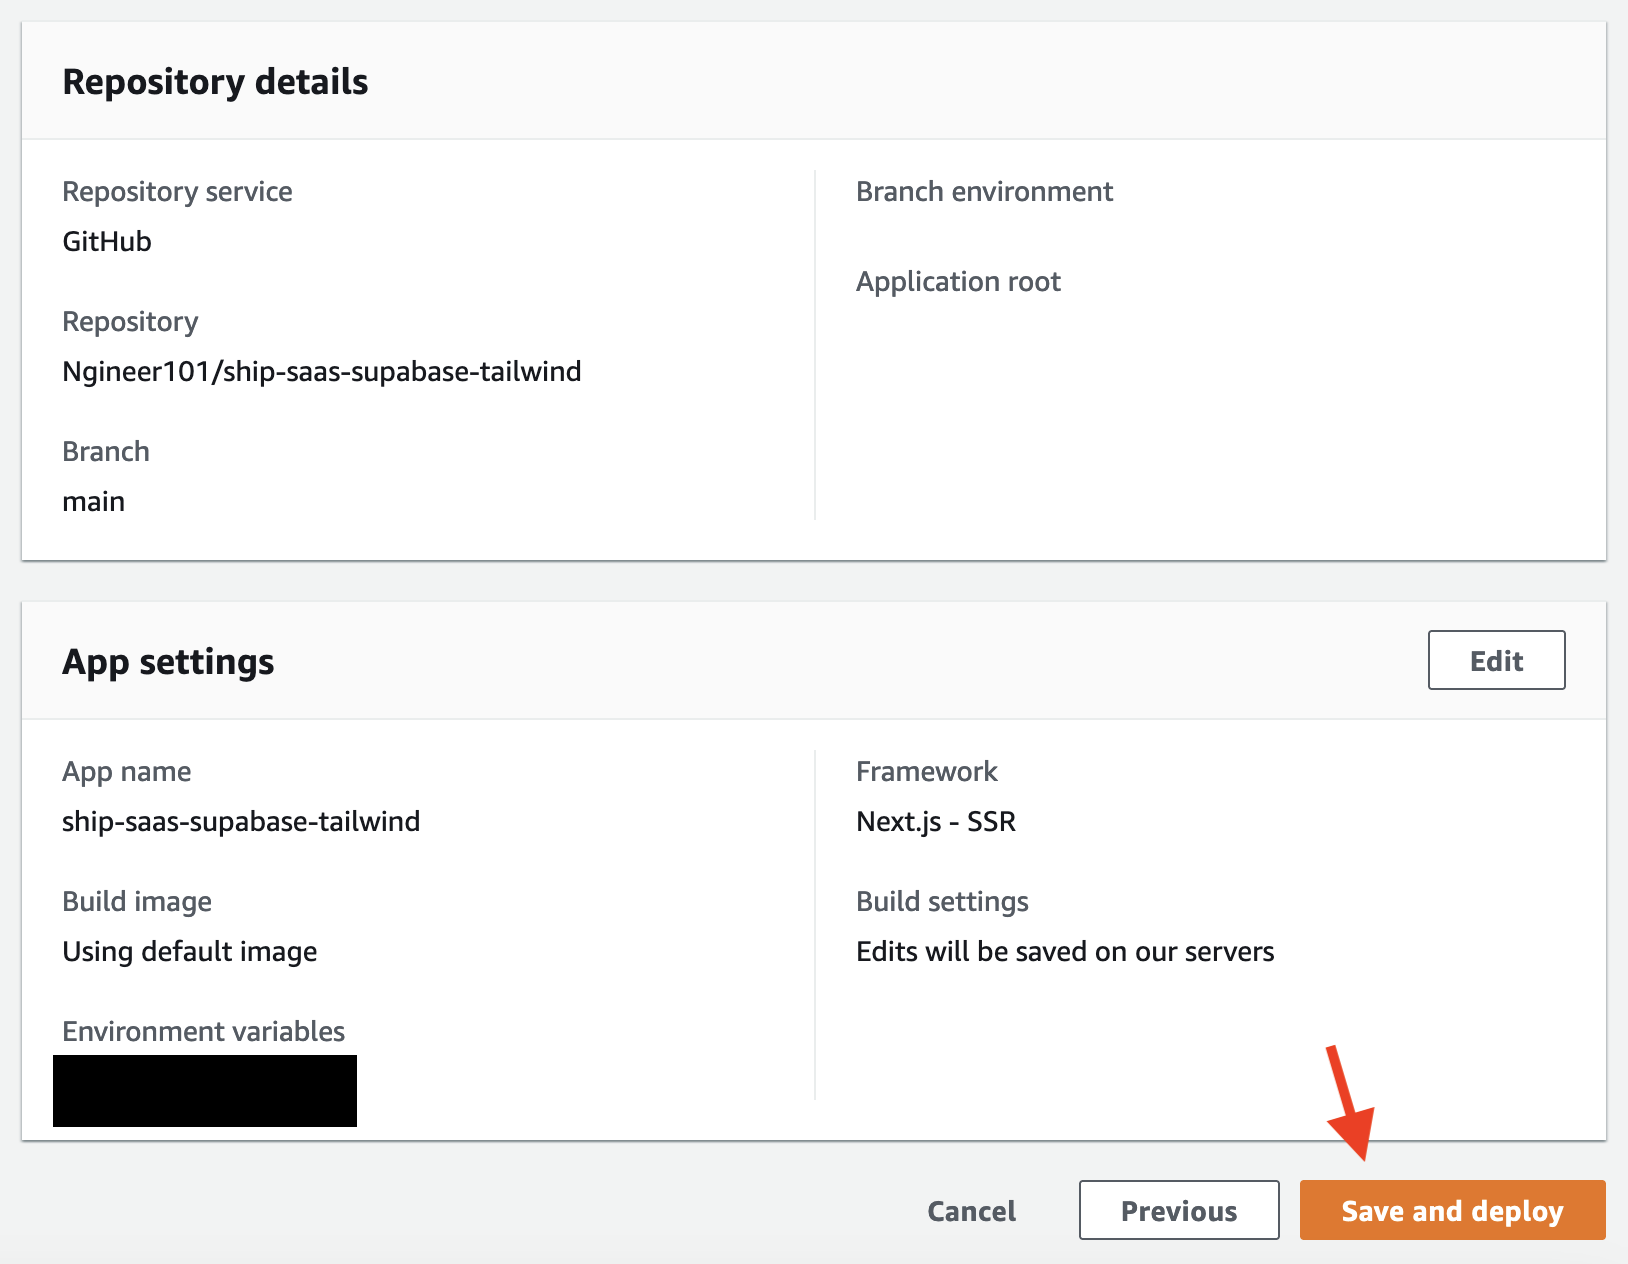 Repository details
Repository service
GitHub
Repository
Ngineer101/ship-saas-supabase-tailwind
Branch
main
Branch environment
Application root
App settings
Edit
App name
ship-saas-supabase-tailwind
Build image
Using default image
Environment variables
Framework
Next.js - SSR
Build settings
Edits will be saved on our servers
Cancel
Previous
Save and deploy